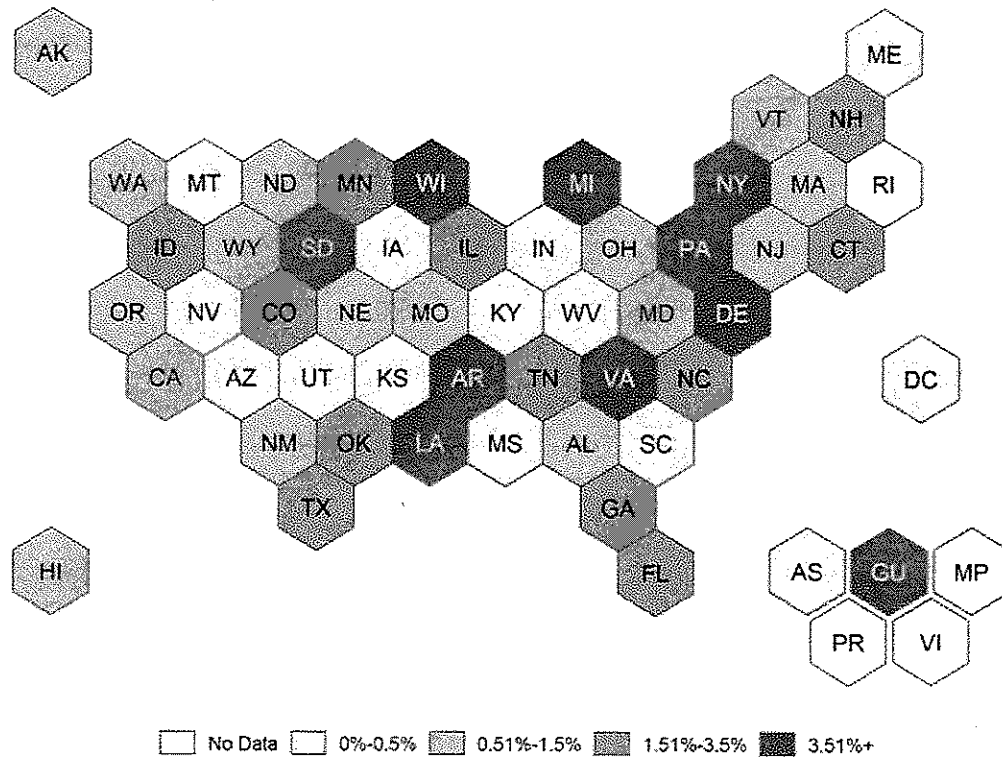 AK ME
VT NH
WA MT ND MN WI MI NY MA RI
ID WY SD IA IL IN OH PA NJ CT
OR NV CO NE MO KY WV MD DE
CA AZ UT KS AR TN VA NC DC
NM OK LA MS AL SC
TX GA
HI FL AS GU MP
PR VI
No Data 0%-0.5% 0.51%-1.5% 1.51%-3.5% 3.51%+